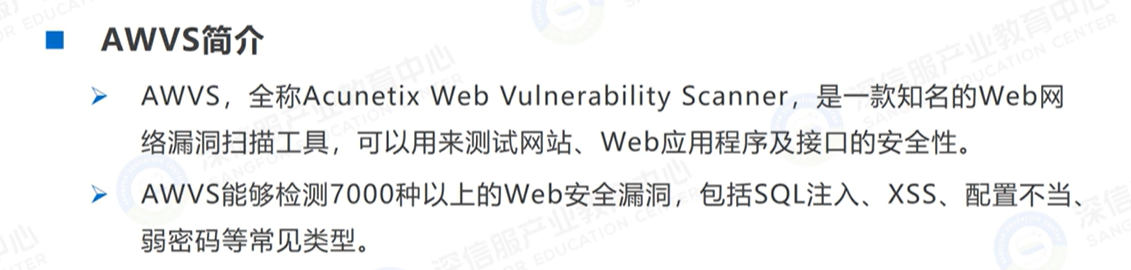 AWVS简介
AWVS，全称Acunetix Web Vulnerability Scanner，是一款知名的Web网
络漏洞扫描工具，可以用来测试网站、Web应用程序及接口的安全性。
AWVS能够检测7000种以上的Web安全漏洞，包括SQL注入、XSS、配置不当、
弱密码等常见类型。
深信服产业教育中心
SANGFOR EDUCATION CENTER